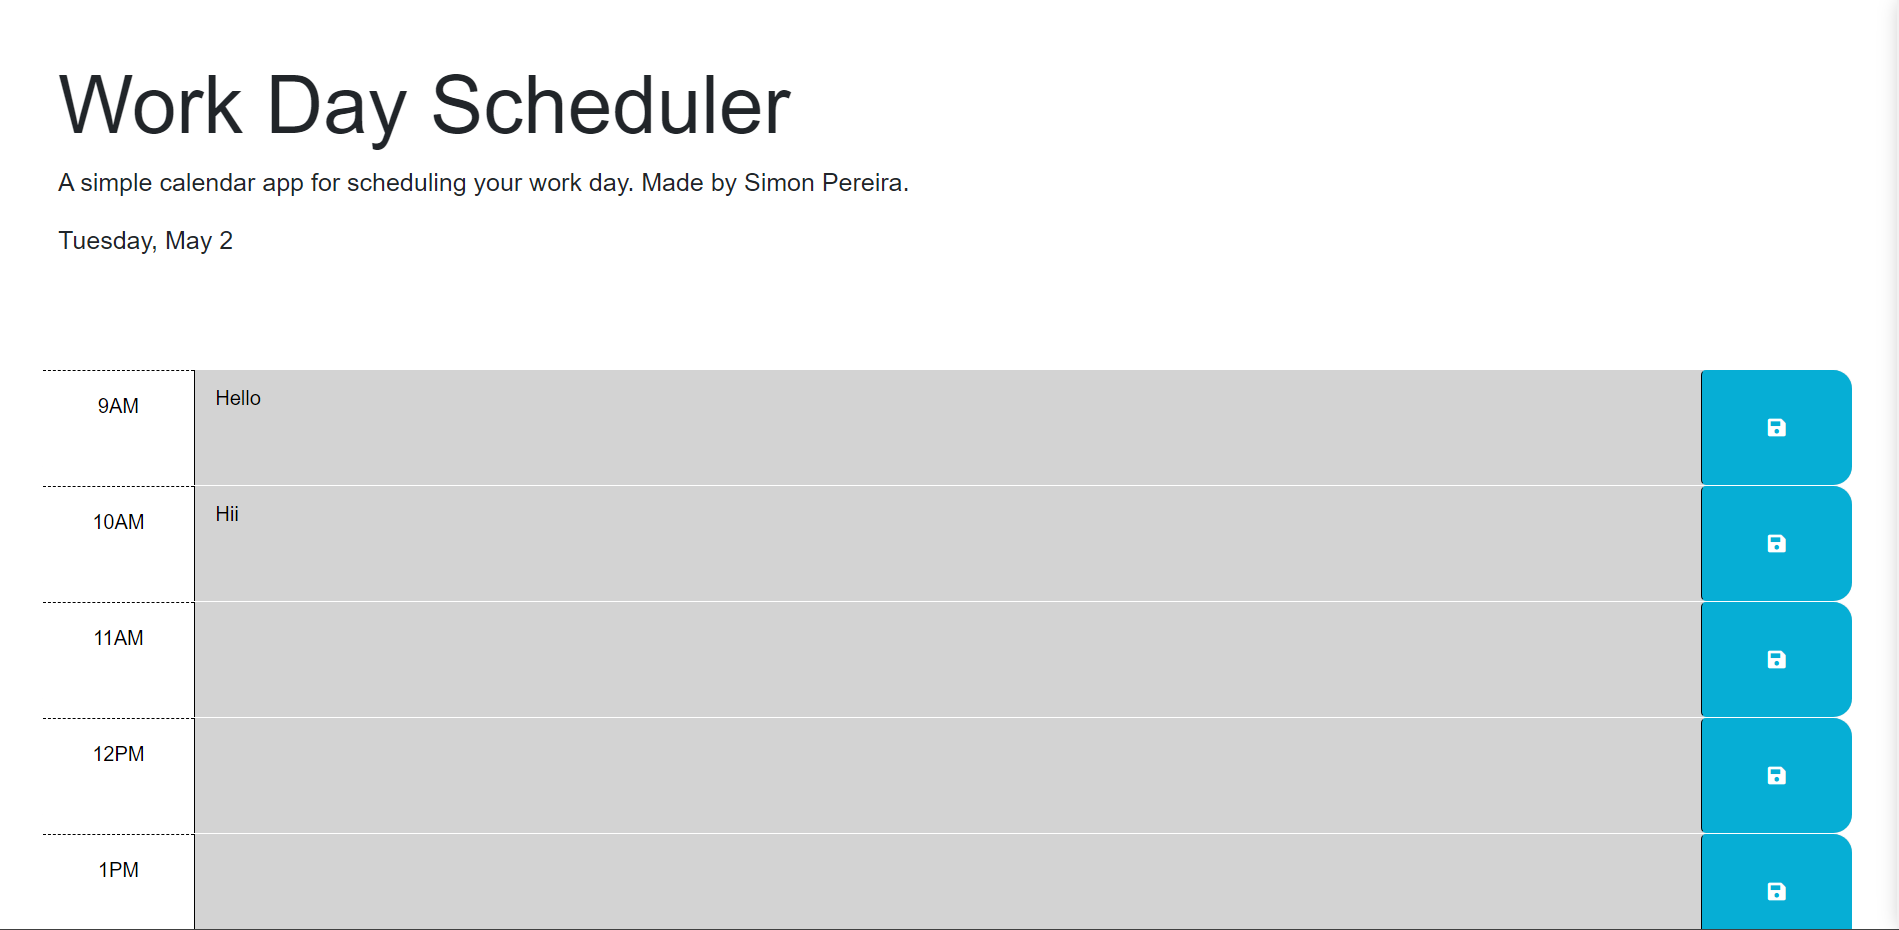 Work Day Scheduler
A simple calendar app for scheduling your work day. Made by Simon Pereira.
Tuesday, May 2
9AM
Hello
10AM
Hii
11AM
12PM
1PM